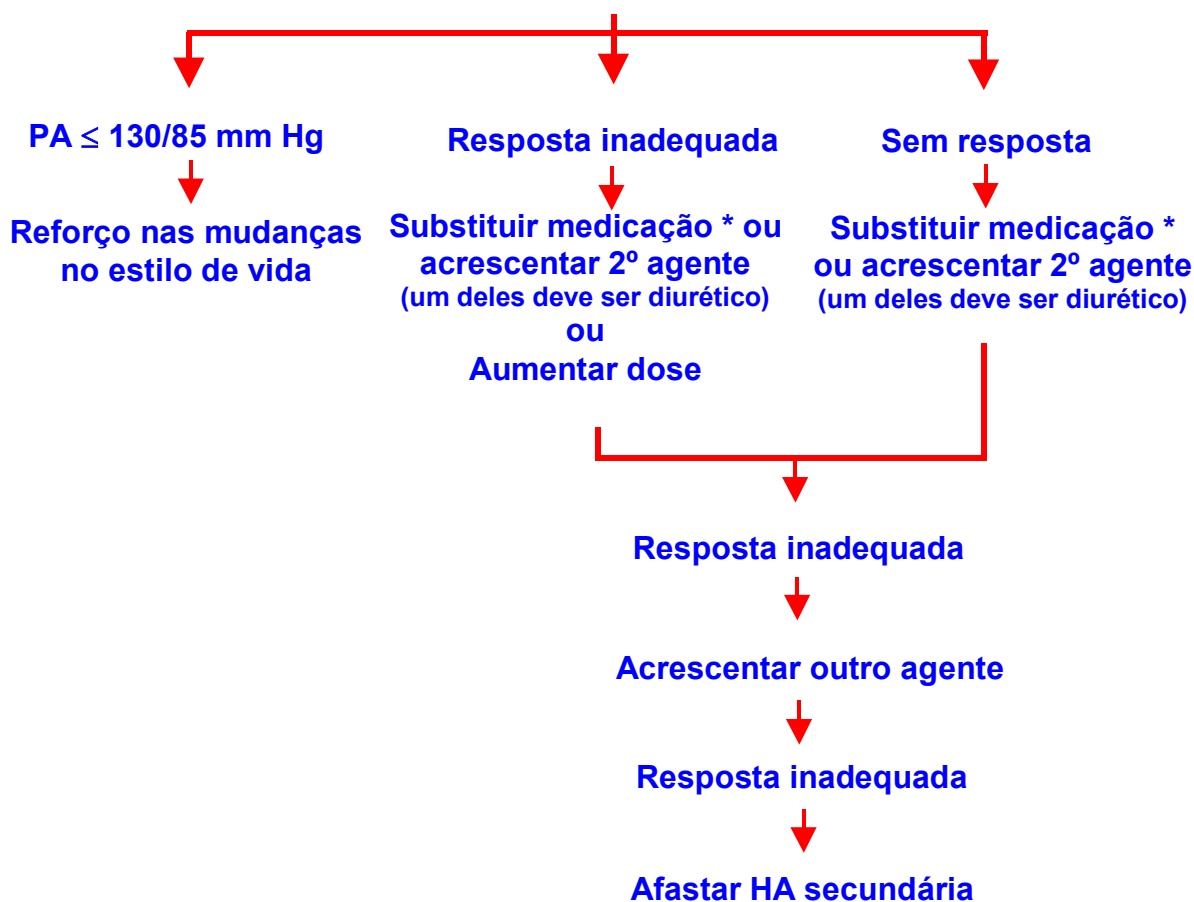 PA ≤ 130/85 mm Hg
Reforço nas mudanças
no estilo de vida
Resposta inadequada
Substituir medicação * ou
acrescentar 2º agente
(um deles deve ser diurético)
ou
Aumentar dose
Sem resposta
Substituir medicação *
ou acrescentar 2º agente
(um deles deve ser diurético)
Resposta inadequada
Acrescentar outro agente
Resposta inadequada
Afastar HA secundária